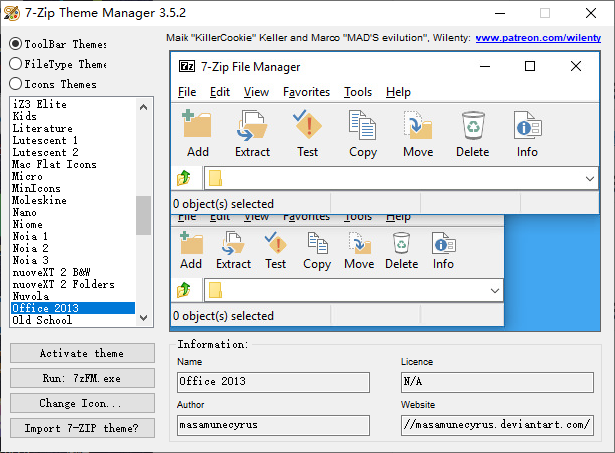 7-Zip Theme Manager 3.5.2
ToolBar Themes
FileType Theme
Icons Themes
iZ3 Elite
Kids
Literature
Lutescent 1
Lutescent 2
Mac Flat Icons
Micro
MinIcons
Moleskine
Nano
Niome
Noia 1
Noia 2
Noia 3
nuoveXT 2 B&W
nuoveXT 2 Folders
Nuvola
Office 2013
Old School
Activate theme
Run: 7zFM.exe
Change Icon...
Import 7-ZIP theme?
Maik "KillerCookie" Keller and Marco "MAD'S evilution", Wilenty: www.patreon.com/wilenty
7z 7-Zip File Manager
File Edit View Favorites Tools Help
Add Extract Test Copy Move Delete Info
0 object(s) selected
File Edit View Favorites Tools Help
Add Extract Test Copy Move Delete Info
0 object(s) selected
Information:
Name Licence
Office 2013 N/A
Author Website
masamunecyrus //masamunecyrus.deviantart.com/